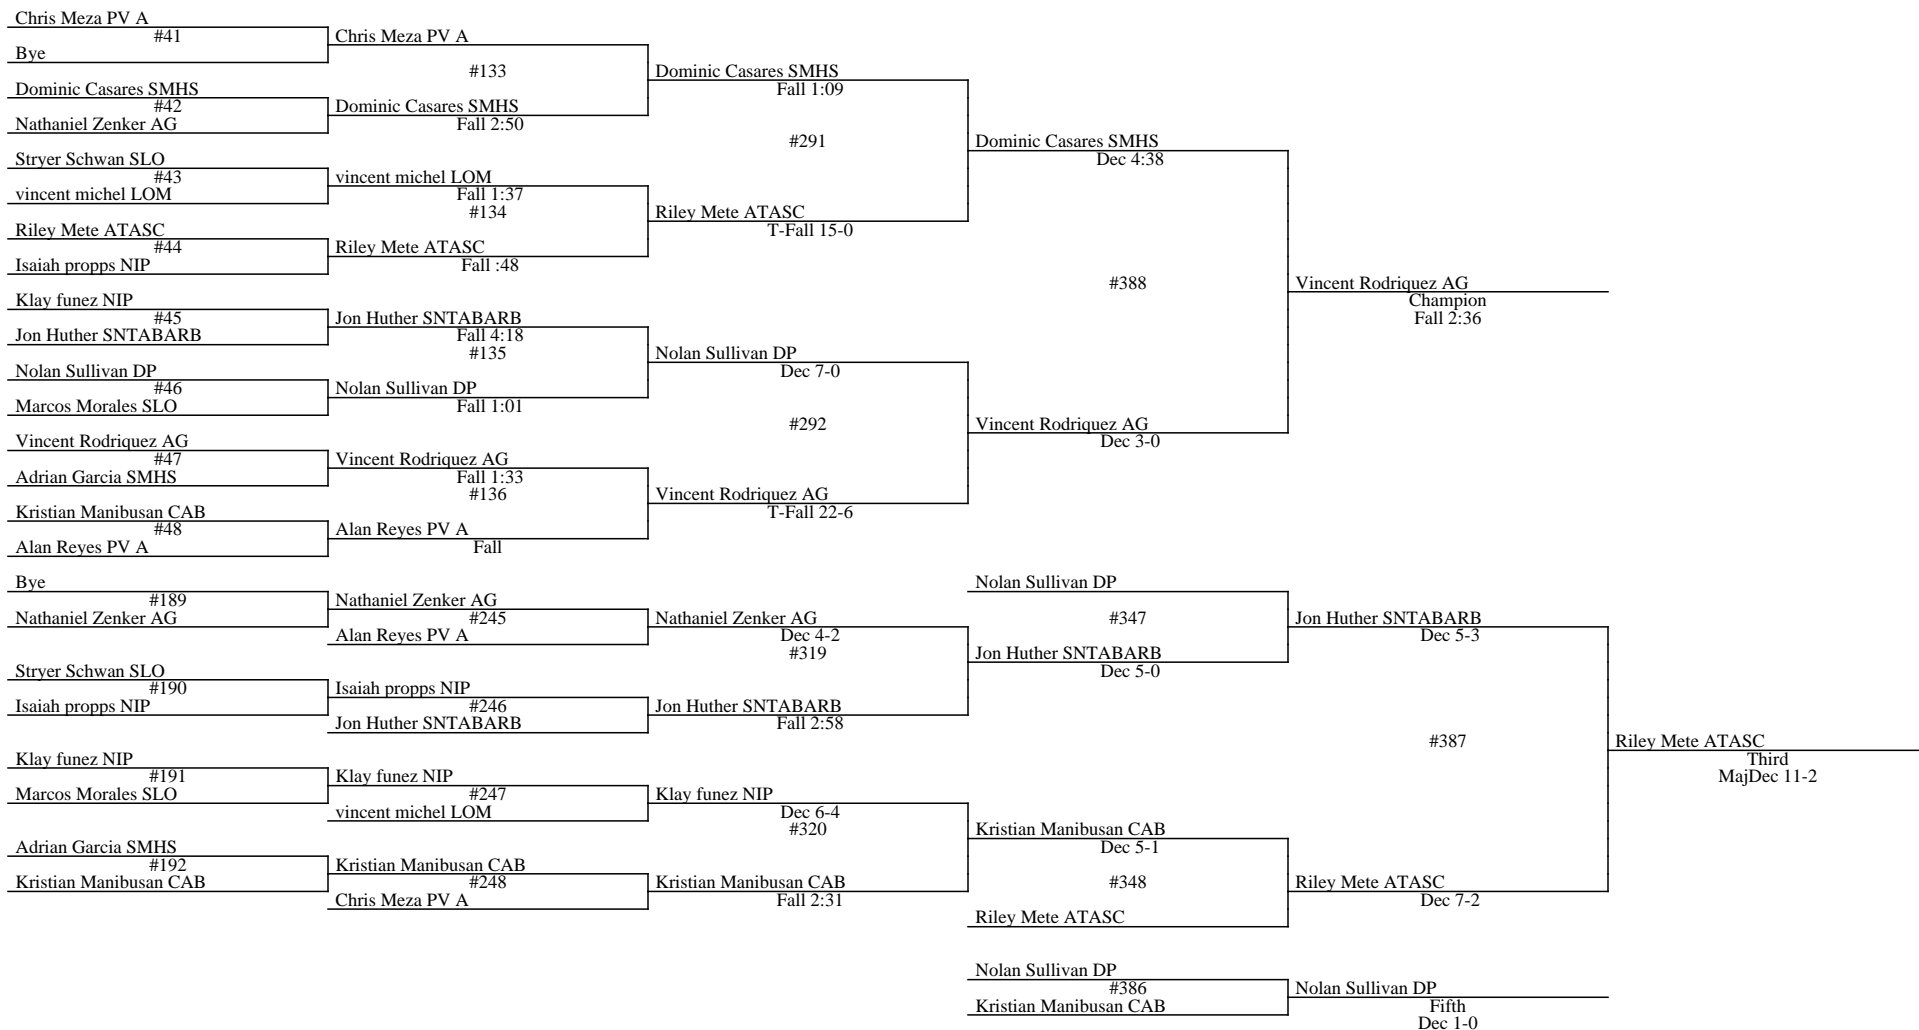 Chris Meza PV A
#41
Bye
Chris Meza PV A
#133
Dominic Casares SMHS
#42
Nathaniel Zenker AG
Dominic Casares SMHS
Fall 2:50
Dominic Casares SMHS
Fall 1:09
#291
Stryer Schwan SLO
#43
vincent michel LOM
vincent michel LOM
Fall 1:37
#134
Riley Mete ATASC
#44
Isaiah propps NIP
Riley Mete ATASC
Fall :48
Riley Mete ATASC
T-Fall 15-0
Dominic Casares SMHS
Dec 4:38
#388
Klay funez NIP
#45
Jon Huther SNTABARB
Jon Huther SNTABARB
Fall 4:18
#135
Nolan Sullivan DP
#46
Marcos Morales SLO
Nolan Sullivan DP
Fall 1:01
Nolan Sullivan DP
Dec 7-0
#292
Vincent Rodriquez AG
#47
Adrian Garcia SMHS
Vincent Rodriquez AG
Fall 1:33
#136
Kristian Manibusan CAB
#48
Alan Reyes PV A
Alan Reyes PV A
Fall
Vincent Rodriquez AG
T-Fall 22-6
Vincent Rodriquez AG
Dec 3-0
Vincent Rodriquez AG
Champion
Fall 2:36
Bye
#189
Nathaniel Zenker AG
Nathaniel Zenker AG
#245
Alan Reyes PV A
Nathaniel Zenker AG
Dec 4-2
#319
Stryer Schwan SLO
#190
Isaiah propps NIP
Isaiah propps NIP
#246
Jon Huther SNTABARB
Jon Huther SNTABARB
Fall 2:58
Nolan Sullivan DP
#347
Jon Huther SNTABARB
Dec 5-0
Jon Huther SNTABARB
Dec 5-3
#387
Klay funez NIP
#191
Marcos Morales SLO
Klay funez NIP
#247
vincent michel LOM
Klay funez NIP
Dec 6-4
#320
Adrian Garcia SMHS
#192
Kristian Manibusan CAB
Kristian Manibusan CAB
#248
Chris Meza PV A
Kristian Manibusan CAB
Fall 2:31
Kristian Manibusan CAB
Dec 5-1
#348
Riley Mete ATASC
Riley Mete ATASC
Dec 7-2
Riley Mete ATASC
Third
MajDec 11-2
Nolan Sullivan DP
#386
Kristian Manibusan CAB
Nolan Sullivan DP
Fifth
Dec 1-0